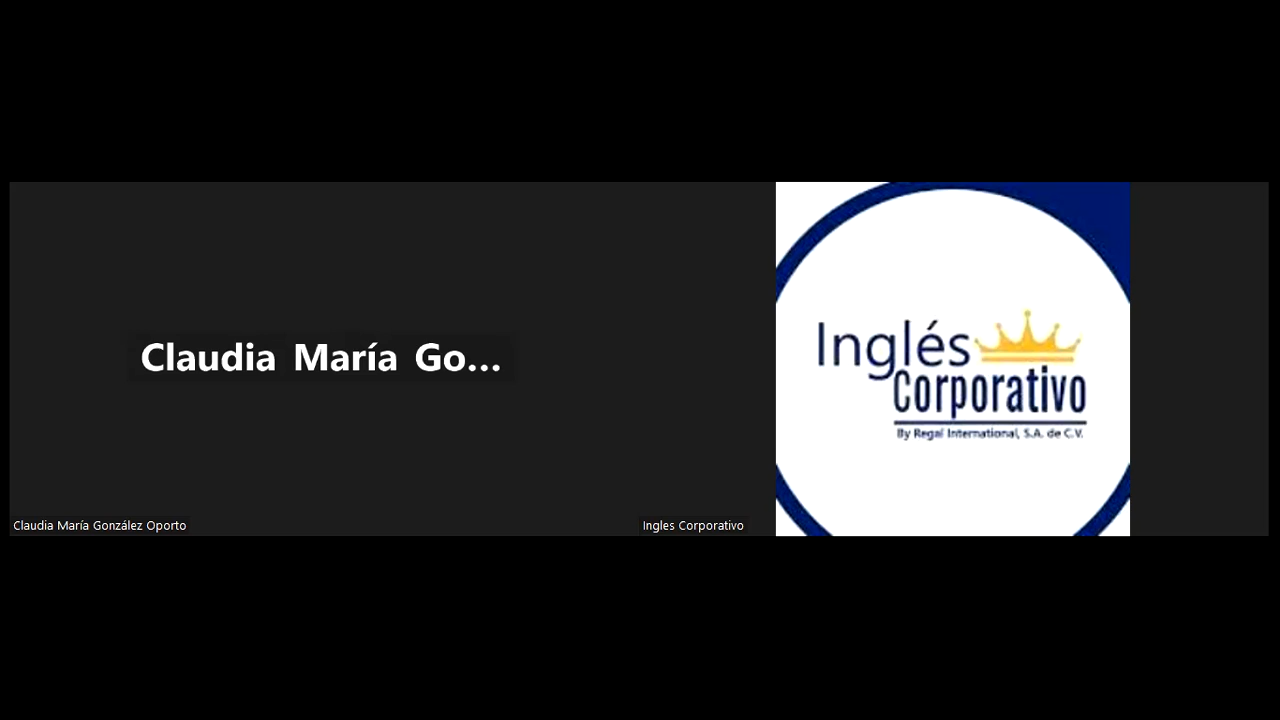 Claudia María Go...
Claudia María González Oporto
Inglés
Corporativo
By Regal International, S.A. de C.V.
Ingles Corporativo